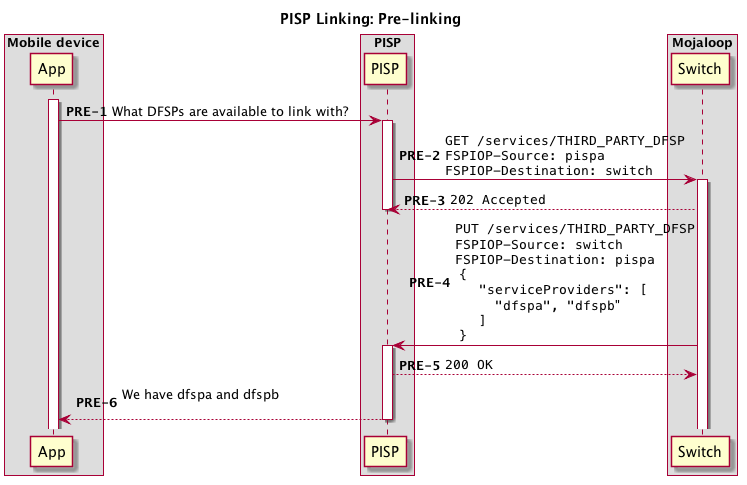 PISP Linking: Pre-linking
Mobile device
PISP
Mojaloop
App
PISP
Switch
PRE-1 What DFSPs are available to link with?
GET /services/THIRD_PARTY_DFSP
PRE-2 FSPIOP-Source: pispa
FSPIOP-Destination: switch
PRE-3 202 Accepted
PUT /services/THIRD_PARTY_DFSP
FSPIOP-Source: switch
FSPIOP-Destination: pispa
{
PRE-4 "serviceProviders": [
"dfspa", "dfspb"
]
}
PRE-5 200 OK
We have dfspa and dfspb
PRE-6
App
PISP
Switch